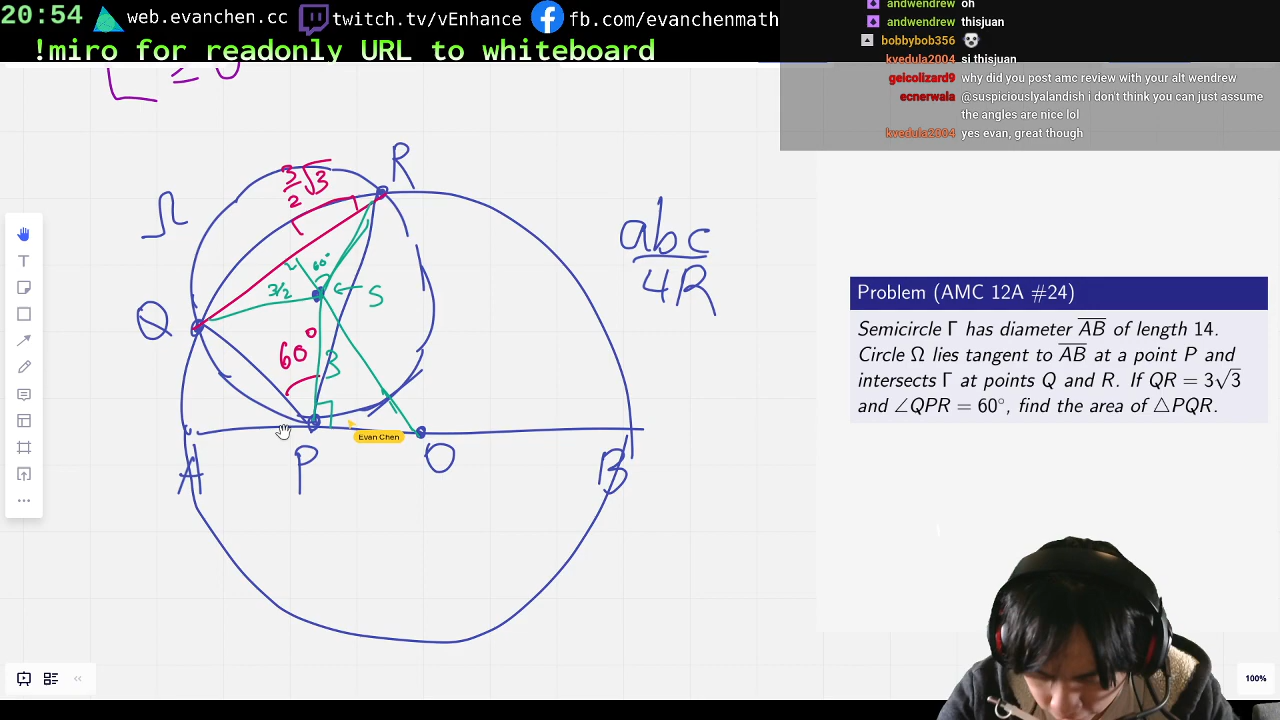 20:54 web.evanchen.cc twitch.tv/vEnhance fb.com/evanchenmath
!miro for readonly URL to whiteboard
andwendrew oh
andwendrew thisjuan
bobbybob356
kvedula2004 si thisjuan
geicolizard9 why did you post amc review with your alt wendrew
ecnerwala @suspiciouslyalandish i don't think you can just assume
the angles are nice lol
kvedula2004 yes evan, great though
R
3/2 √3
Ω
abc
4R
60°
2
3/2
S
Q
60°
3
Evan Chen
A
P
O
B
Problem (AMC 12A #24)
Semicircle Γ has diameter AB of length 14.
Circle Ω lies tangent to AB at a point P and
intersects Γ at points Q and R. If QR = 3√3
and ∠QPR = 60°, find the area of △PQR.
100%